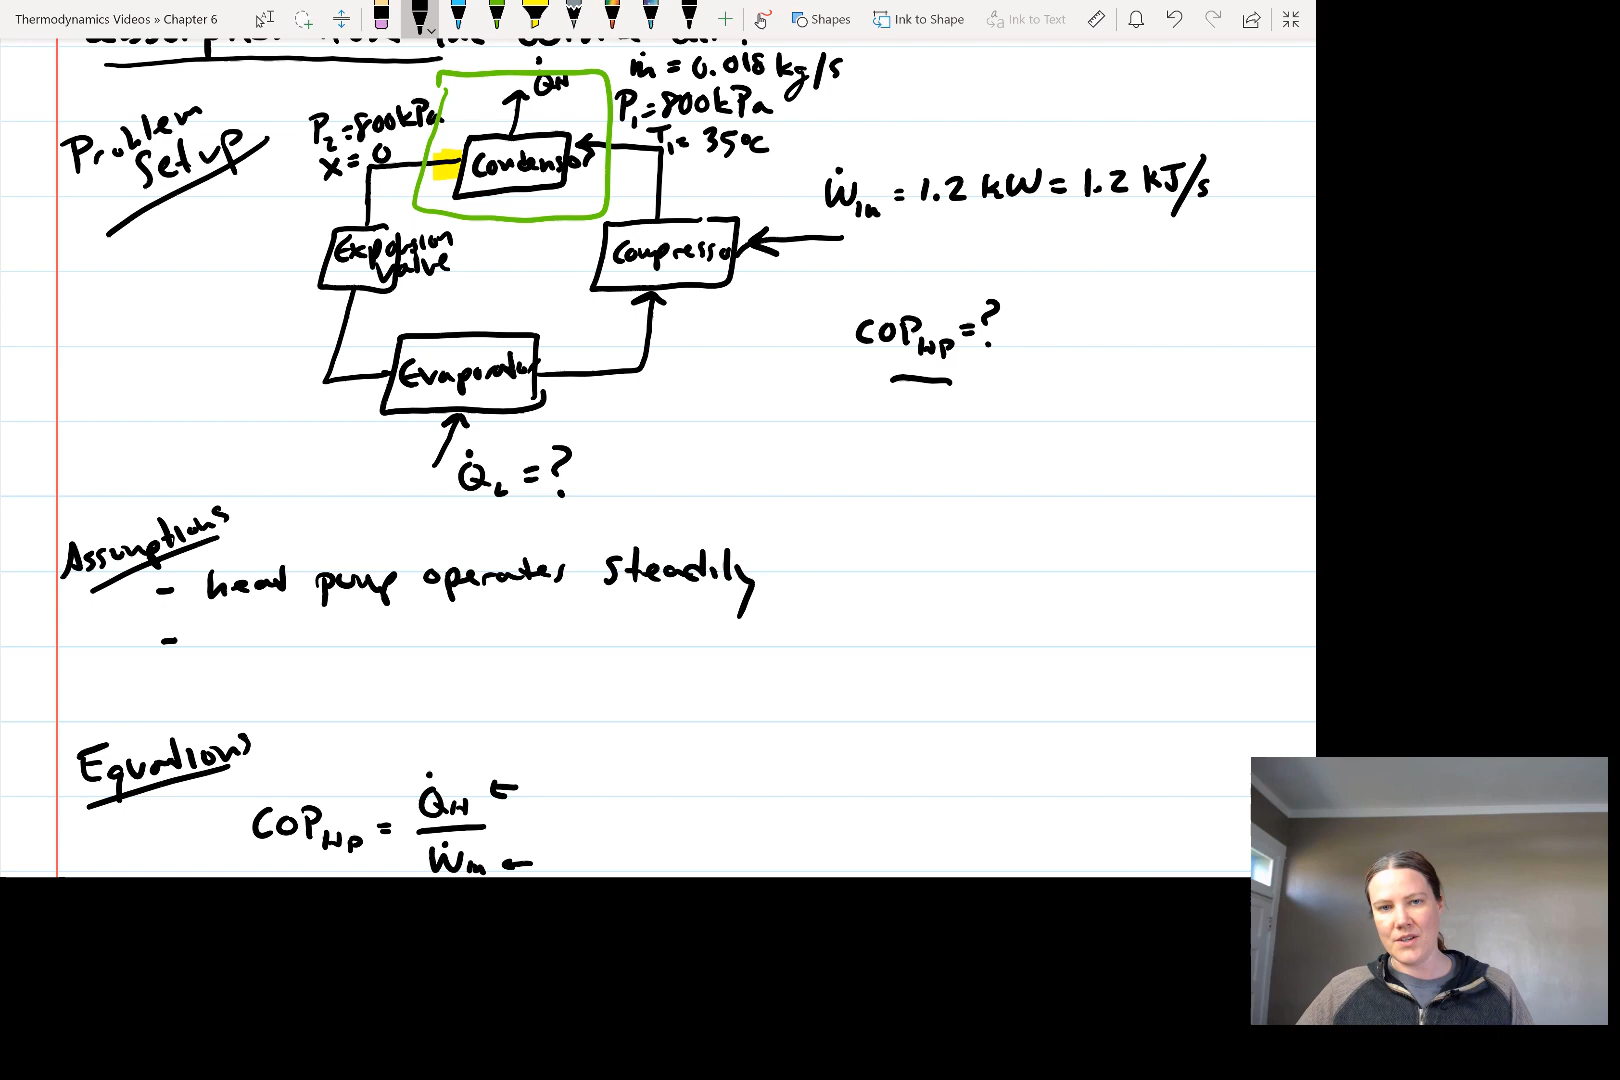 Thermodynamics Videos » Chapter 6
Shapes
Ink to Shape
Ink to Text
ṁ = 0.018 kg/s
Q̇H
P₁ = 800kPa
T₁ = 35°C
P₂ = 800kPa
x = 0
Problem
Setup
Condensor
Ẇin = 1.2 kW = 1.2 kJ/s
Expansion
Valve
Compressor
COPHP = ?
Evaporator
Q̇L = ?
Assumptions
- heat pump operates steadily
-
Equations
COPHP = Q̇H ←
Ẇin ←